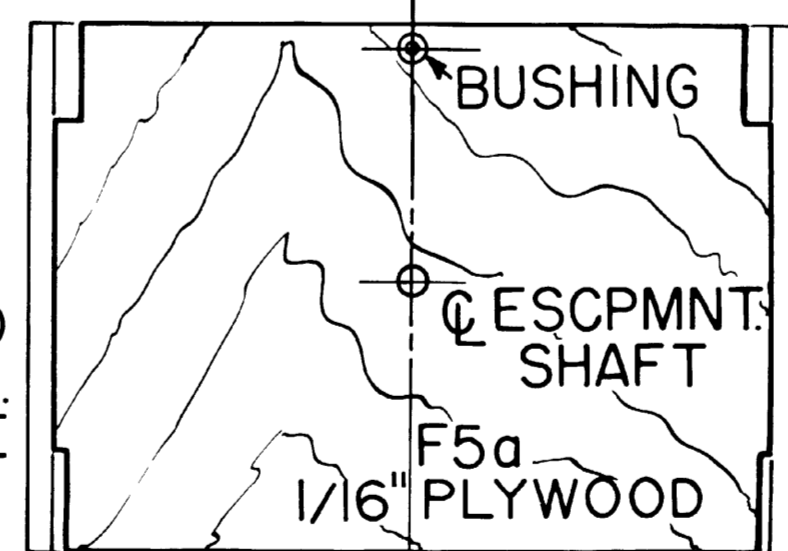 BUSHING
℄ ESCPMNT.
SHAFT
F5a
1/16" PLYWOOD